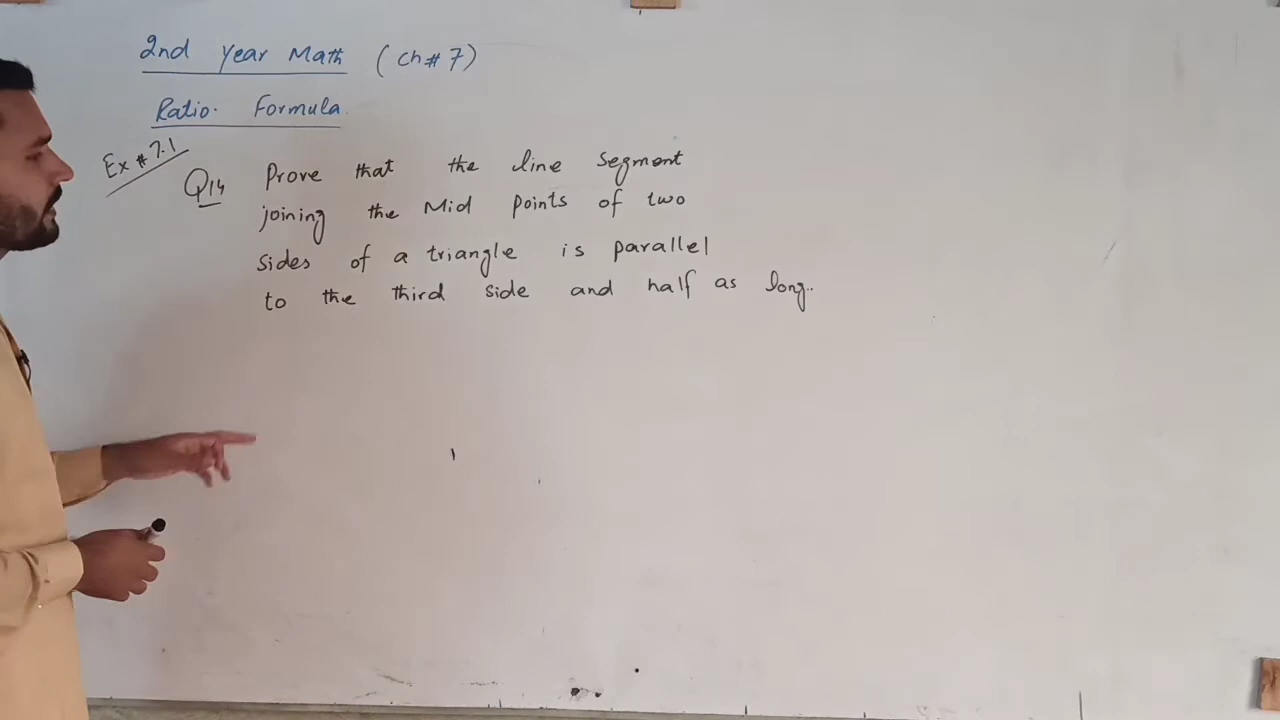 2nd Year Math (Ch# 7)
Ratio. Formula.
Ex # 7.1
Q14 Prove that the line segment
joining the Mid points of two
sides of a triangle is parallel
to the third side and half as long..